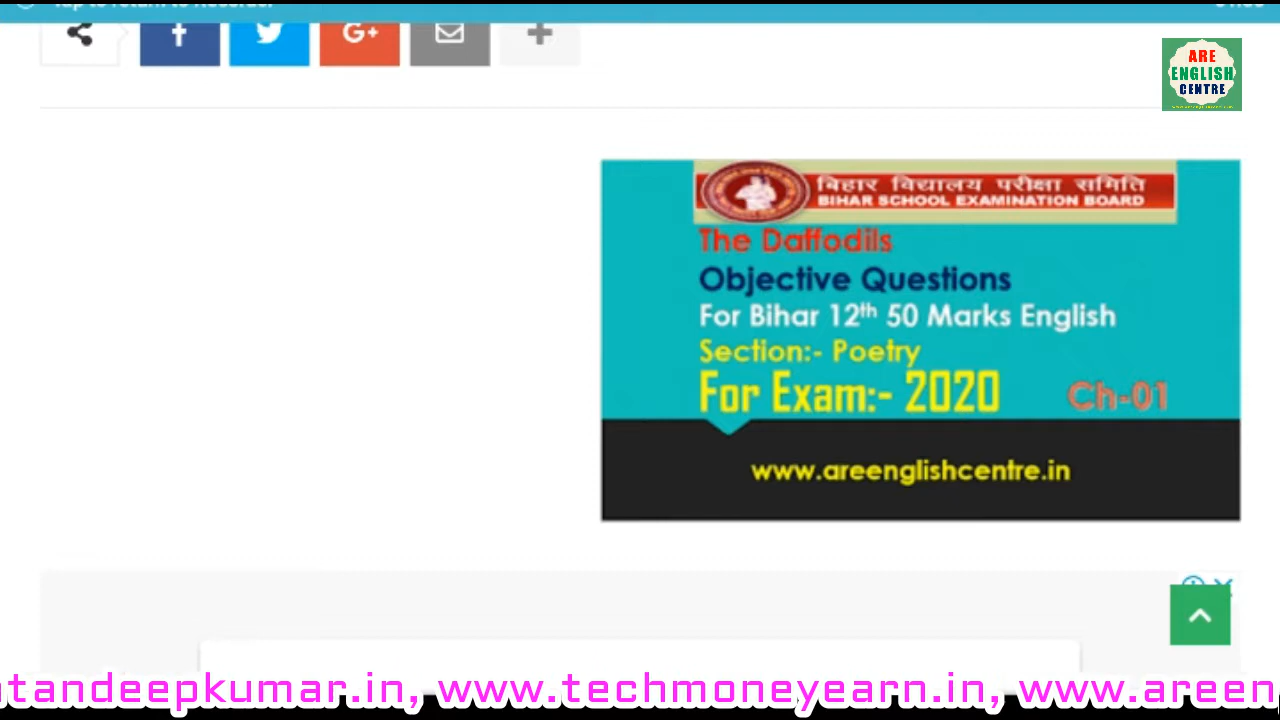 G+
ARE
ENGLISH
CENTRE
बिहार विद्यालय परीक्षा समिति
BIHAR SCHOOL EXAMINATION BOARD
The Daffodils
Objective Questions
For Bihar 12th 50 Marks English
Section:- Poetry
For Exam:- 2020 Ch-01
www.areenglishcentre.in
tandeepkumar.in, www.techmoneyearn.in, www.areen